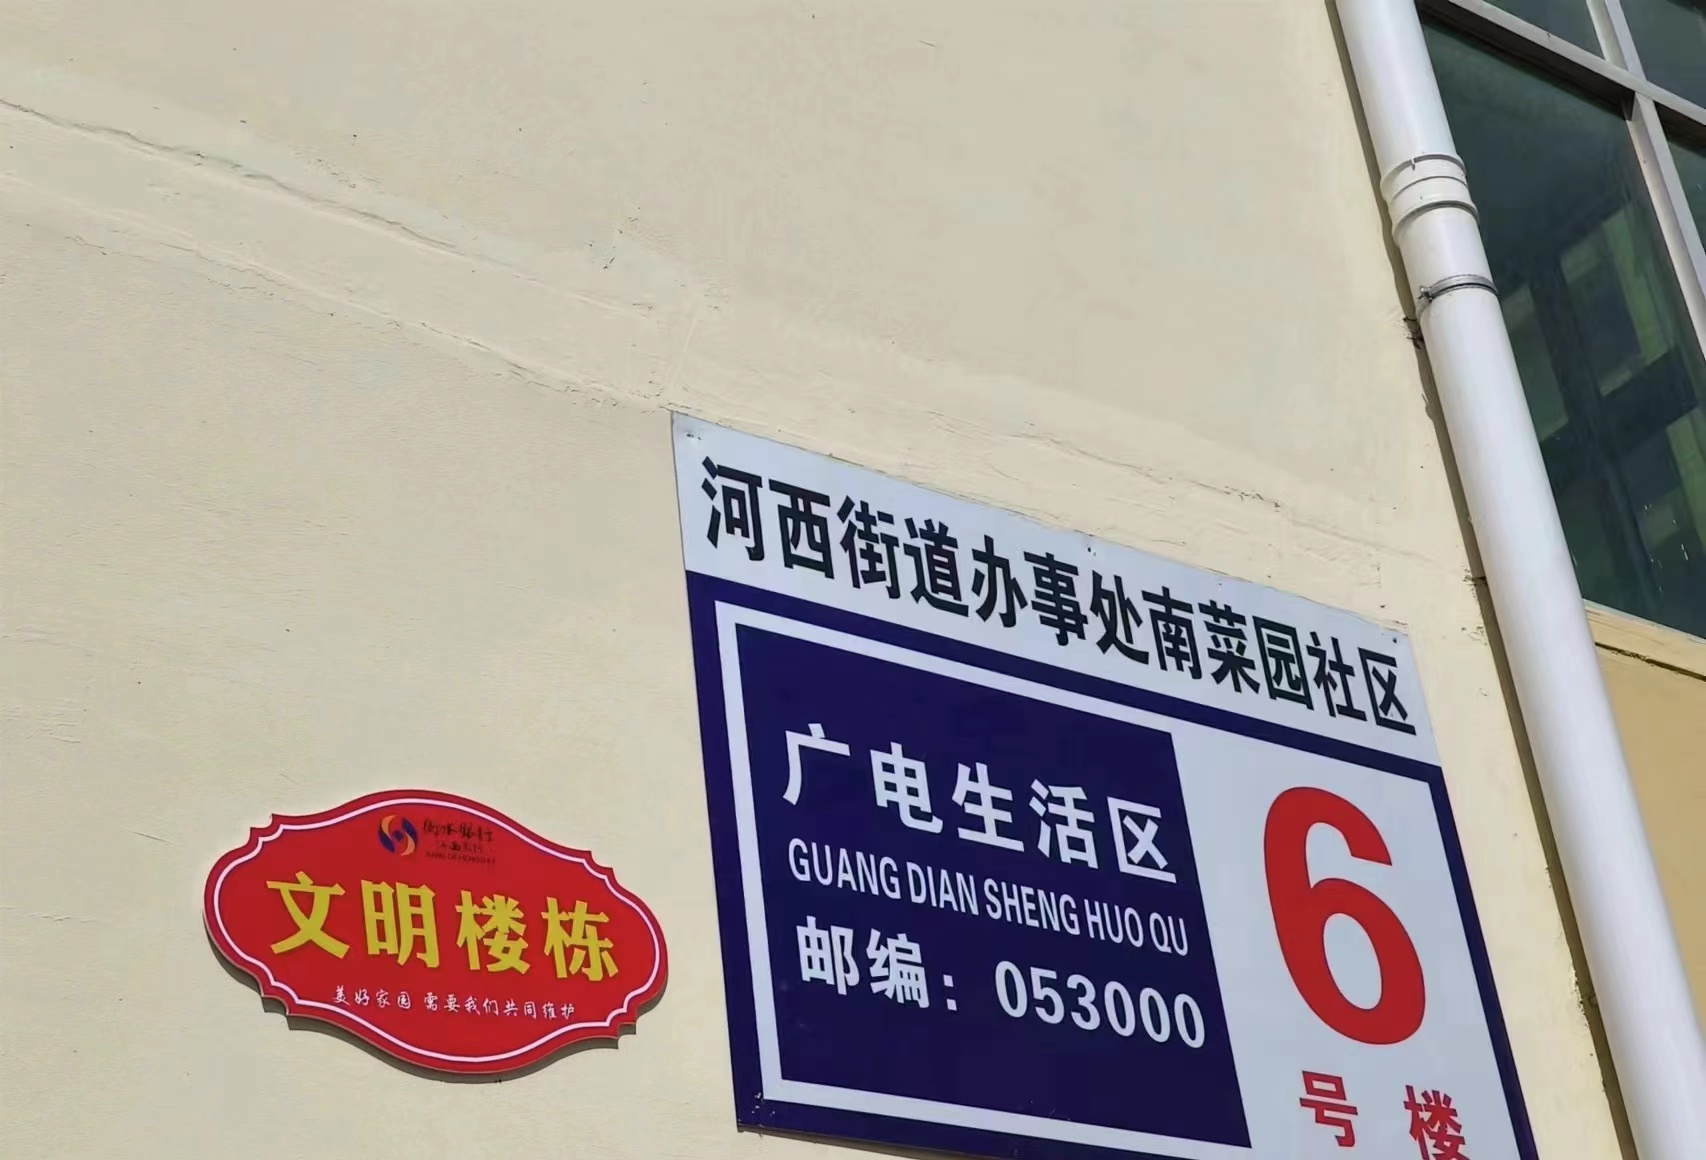 河西街道办事处南菜园社区
广电生活区
GUANG DIAN SHENG HUO QU
邮编：053000
6
号楼
文明楼栋
美好家园 需要我们共同维护